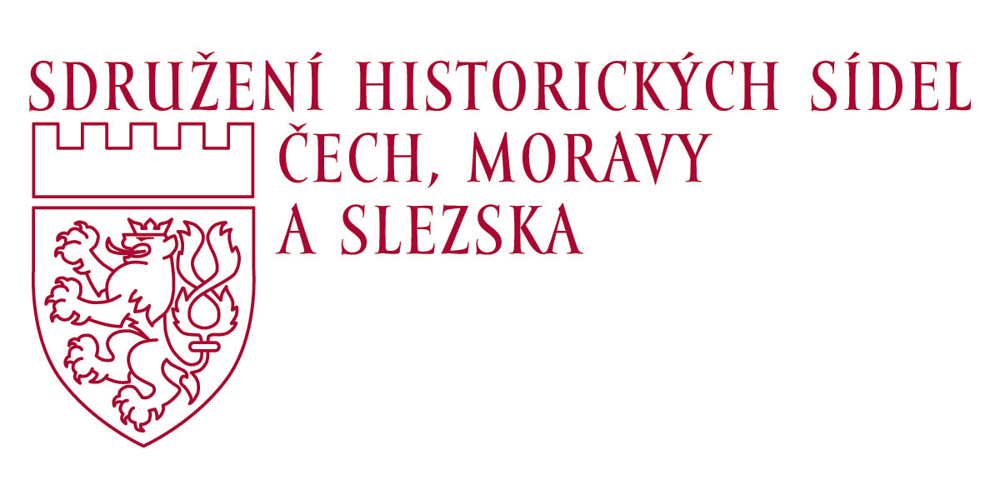 SDRUŽENÍ HISTORICKÝCH SÍDEL
ČECH, MORAVY
A SLEZSKA